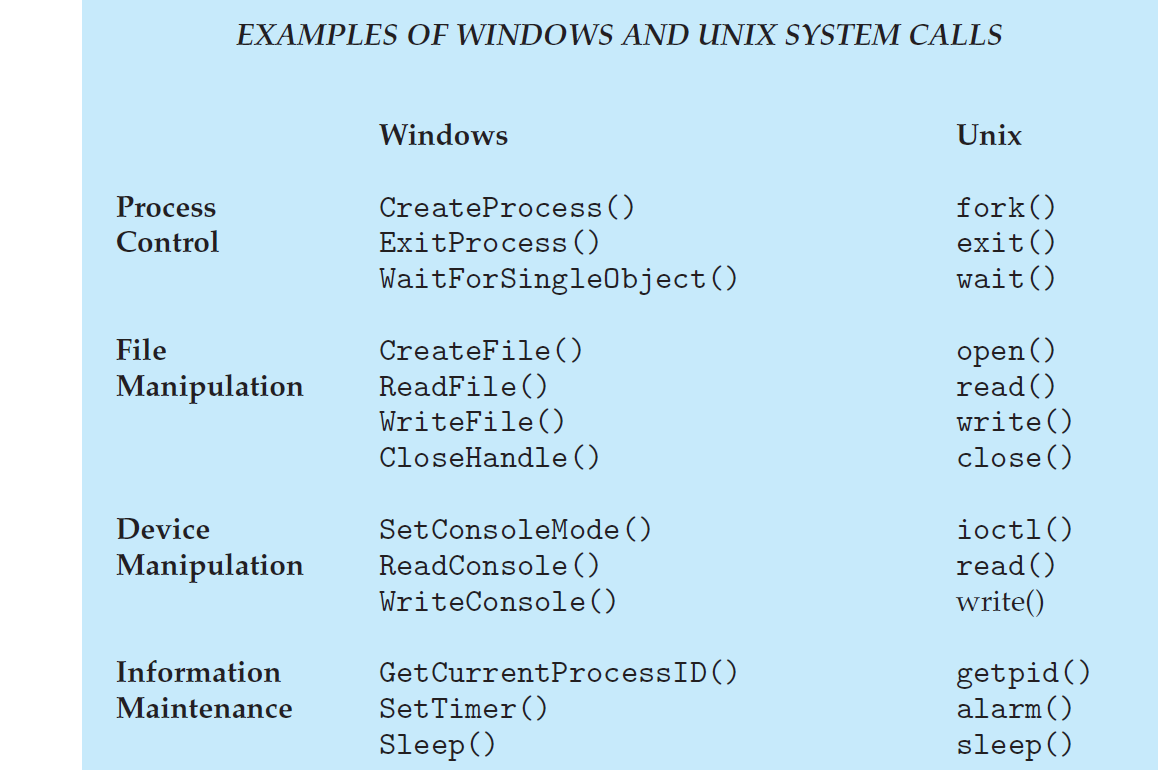 EXAMPLES OF WINDOWS AND UNIX SYSTEM CALLS
Windows Unix
Process CreateProcess() fork()
Control ExitProcess() exit()
WaitForSingleObject() wait()
File CreateFile() open()
Manipulation ReadFile() read()
WriteFile() write()
CloseHandle() close()
Device SetConsoleMode() ioctl()
Manipulation ReadConsole() read()
WriteConsole() write()
Information GetCurrentProcessID() getpid()
Maintenance SetTimer() alarm()
Sleep() sleep()